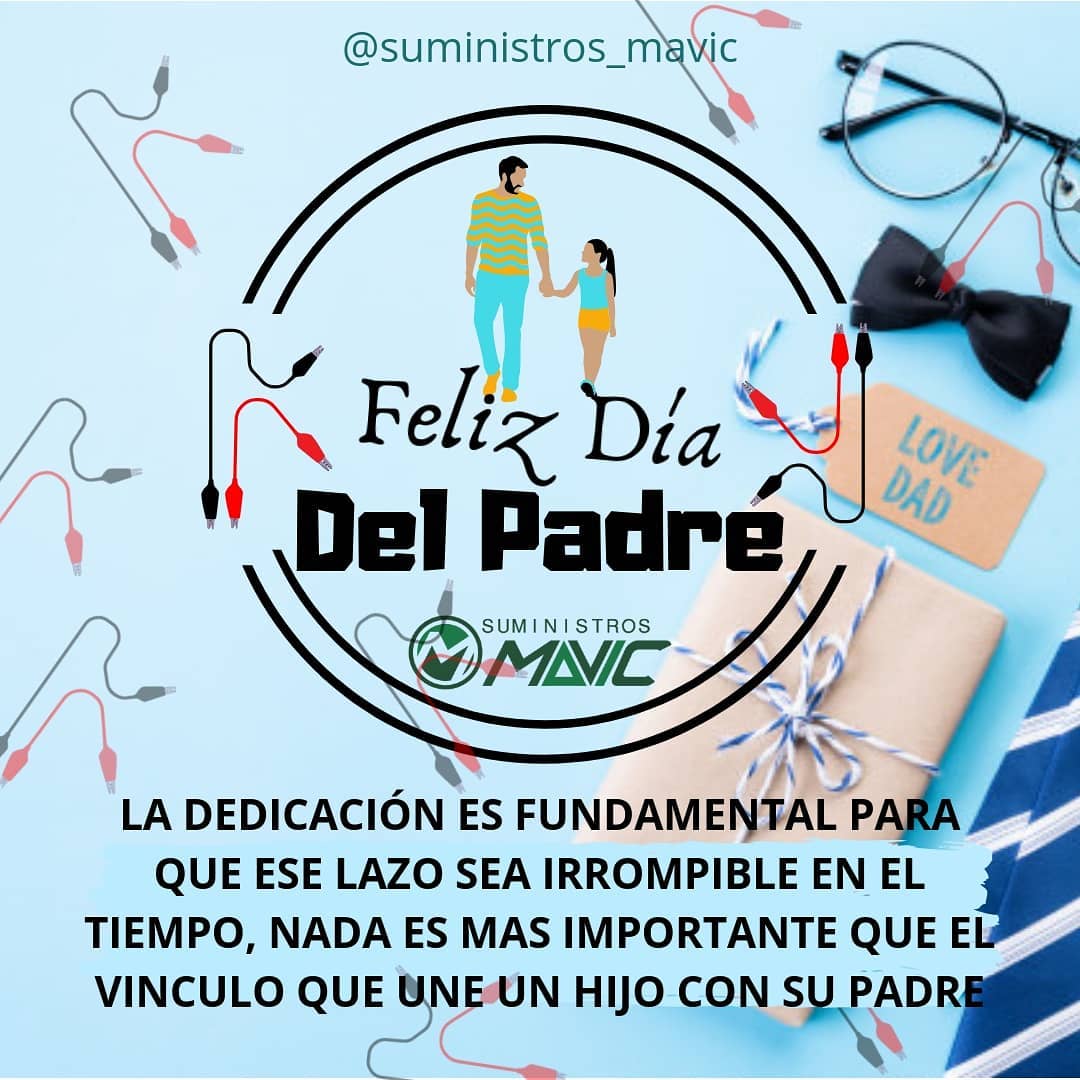 @suministros_mavic
Feliz Día
Del Padre
LOVE
DAD
SUMINISTROS
MAVIC
LA DEDICACIÓN ES FUNDAMENTAL PARA
QUE ESE LAZO SEA IRROMPIBLE EN EL
TIEMPO, NADA ES MAS IMPORTANTE QUE EL
VINCULO QUE UNE UN HIJO CON SU PADRE